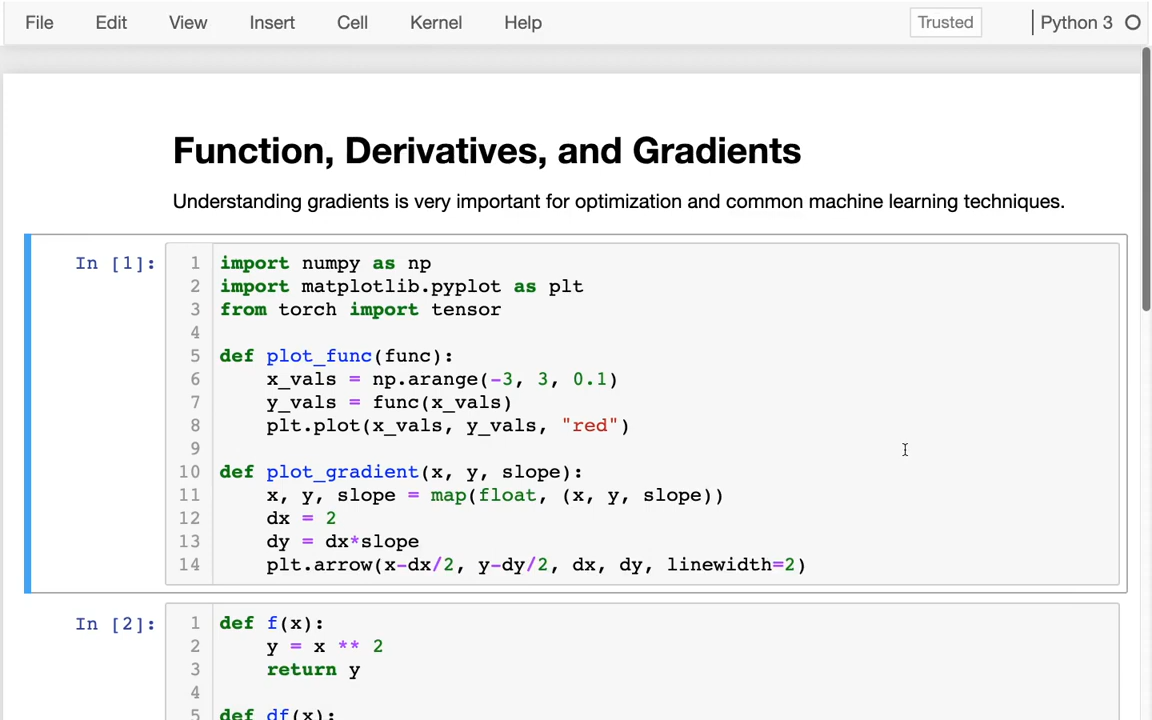 File Edit View Insert Cell Kernel Help Trusted Python 3
Function, Derivatives, and Gradients
Understanding gradients is very important for optimization and common machine learning techniques.
In [1]:
1 import numpy as np
2 import matplotlib.pyplot as plt
3 from torch import tensor
4
5 def plot_func(func):
6     x_vals = np.arange(-3, 3, 0.1)
7     y_vals = func(x_vals)
8     plt.plot(x_vals, y_vals, "red")
9
10 def plot_gradient(x, y, slope):
11     x, y, slope = map(float, (x, y, slope))
12     dx = 2
13     dy = dx*slope
14     plt.arrow(x-dx/2, y-dy/2, dx, dy, linewidth=2)
In [2]:
1 def f(x):
2     y = x ** 2
3     return y
4
5 def df(x):